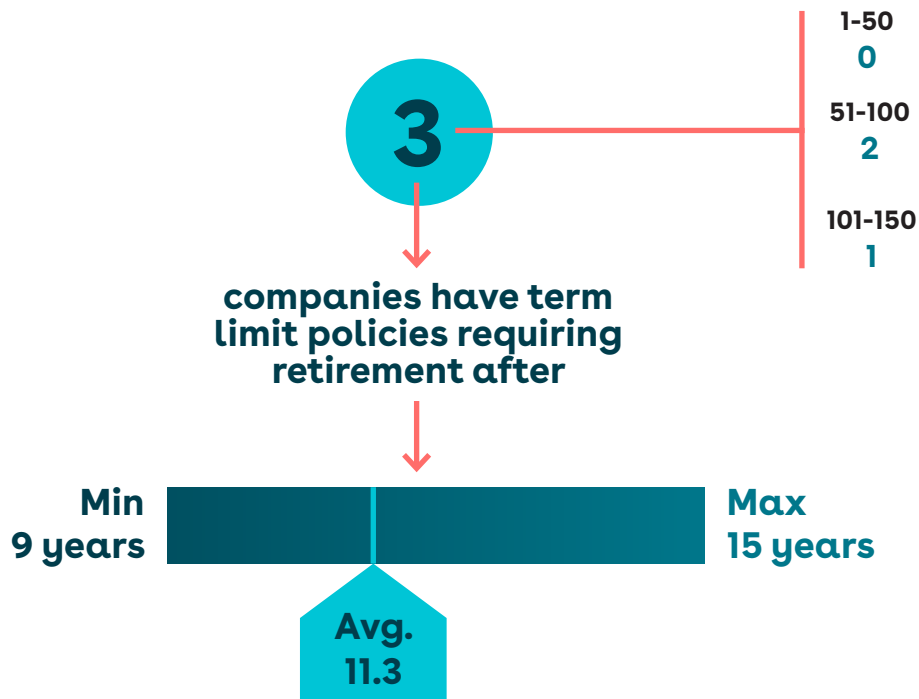 1-50
0
3
51-100
2
101-150
1
companies have term
limit policies requiring
retirement after
Min
9 years
Max
15 years
Avg.
11.3